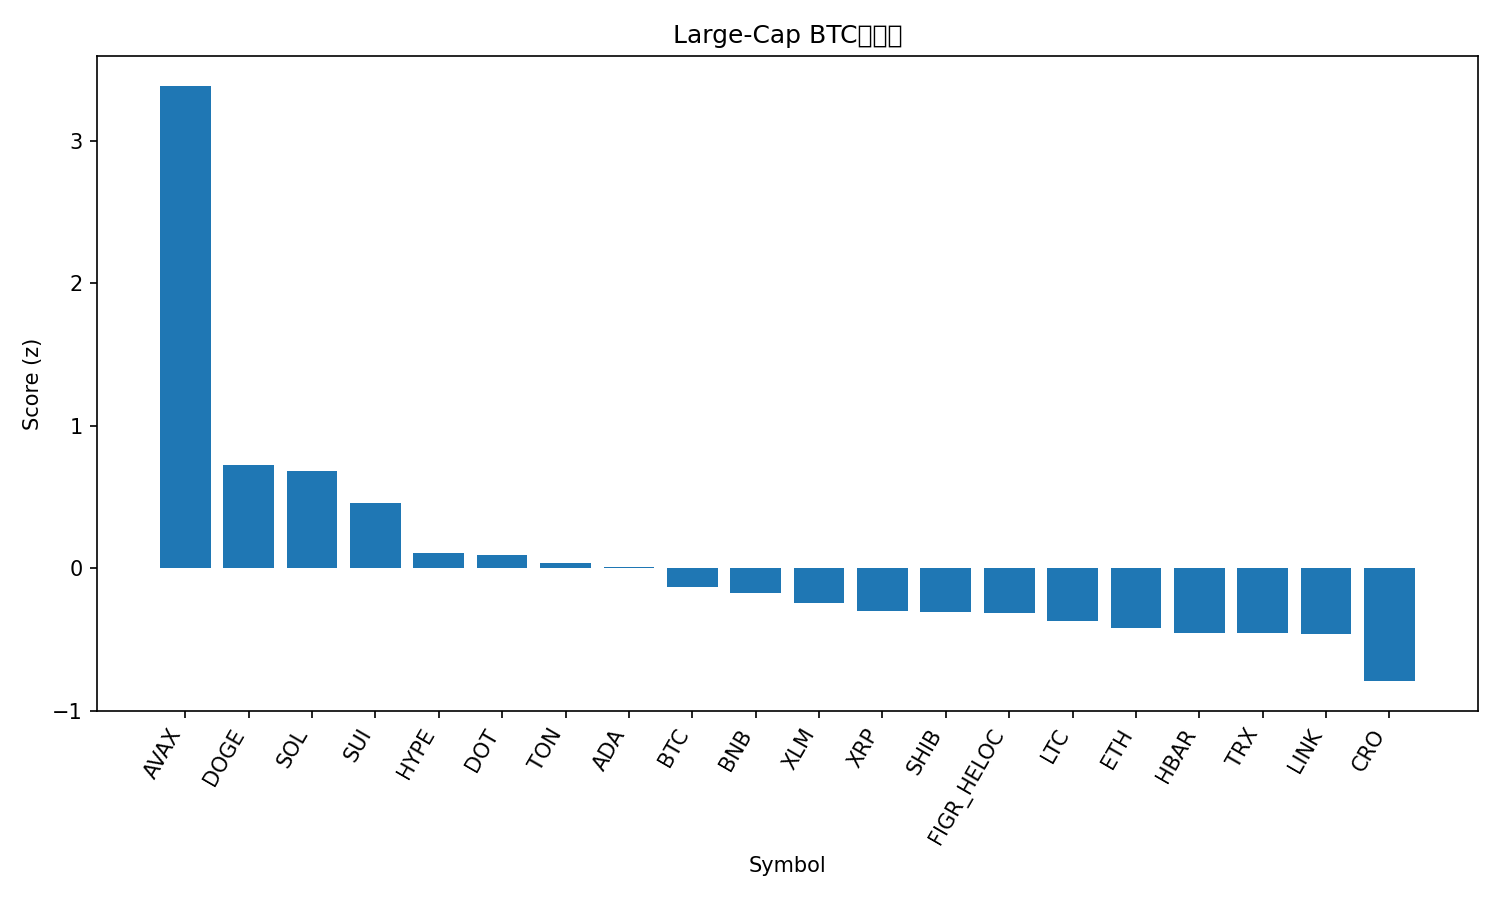 Large-Cap BTC
Score (z)
3
2
1
0
−1
AVAX
DOGE
SOL
SUI
HYPE
DOT
TON
ADA
BTC
BNB
XLM
XRP
SHIB
FIGR_HELOC
LTC
ETH
HBAR
TRX
LINK
CRO
Symbol